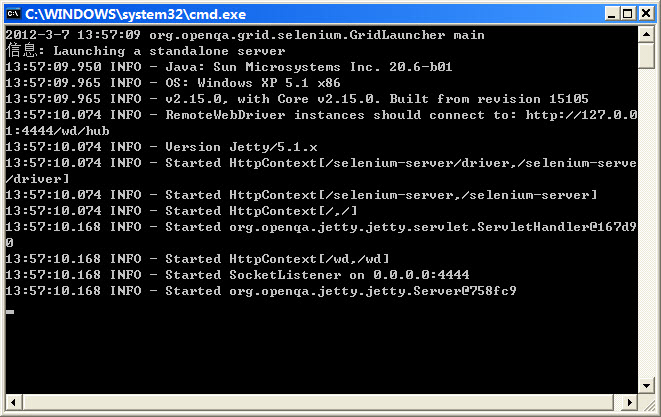 C:\WINDOWS\system32\cmd.exe
2012-3-7 13:57:09 org.openqa.grid.selenium.GridLauncher main
信息: Launching a standalone server
13:57:09.950 INFO - Java: Sun Microsystems Inc. 20.6-b01
13:57:09.965 INFO - OS: Windows XP 5.1 x86
13:57:09.965 INFO - v2.15.0, with Core v2.15.0. Built from revision 15105
13:57:10.074 INFO - RemoteWebDriver instances should connect to: http://127.0.0
1:4444/wd/hub
13:57:10.074 INFO - Version Jetty/5.1.x
13:57:10.074 INFO - Started HttpContext[/selenium-server/driver,/selenium-serve
/driver]
13:57:10.074 INFO - Started HttpContext[/selenium-server,/selenium-server]
13:57:10.074 INFO - Started HttpContext[/,/]
13:57:10.168 INFO - Started org.openqa.jetty.jetty.servlet.ServletHandler@167d9
0
13:57:10.168 INFO - Started HttpContext[/wd,/wd]
13:57:10.168 INFO - Started SocketListener on 0.0.0.0:4444
13:57:10.168 INFO - Started org.openqa.jetty.jetty.Server@758fc9